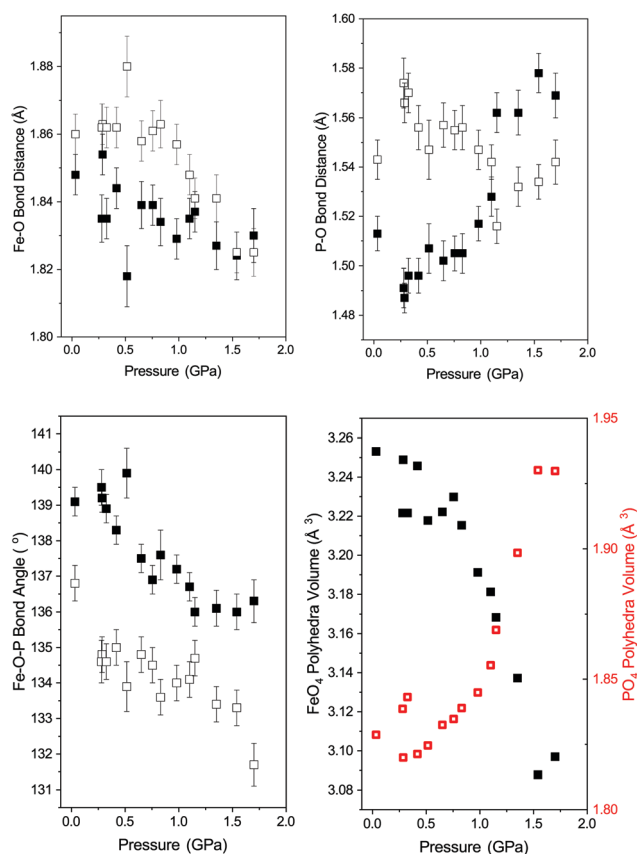 Fe-O Bond Distance (Å)
1.88
1.86
1.84
1.82
1.80
0.0 0.5 1.0 1.5 2.0
Pressure (GPa)
P-O Bond Distance (Å)
1.60
1.58
1.56
1.54
1.52
1.50
1.48
0.0 0.5 1.0 1.5 2.0
Pressure (GPa)
Fe-O-P Bond Angle ( °)
141
140
139
138
137
136
135
134
133
132
131
0.0 0.5 1.0 1.5 2.0
Pressure (GPa)
FeO4 Polyhedra Volume (Å ³)
3.26
3.24
3.22
3.20
3.18
3.16
3.14
3.12
3.10
3.08
0.0 0.5 1.0 1.5 2.0
Pressure (GPa)
1.95
1.90
1.85
1.80
PO4 Polyhedra Volume (Å ³)